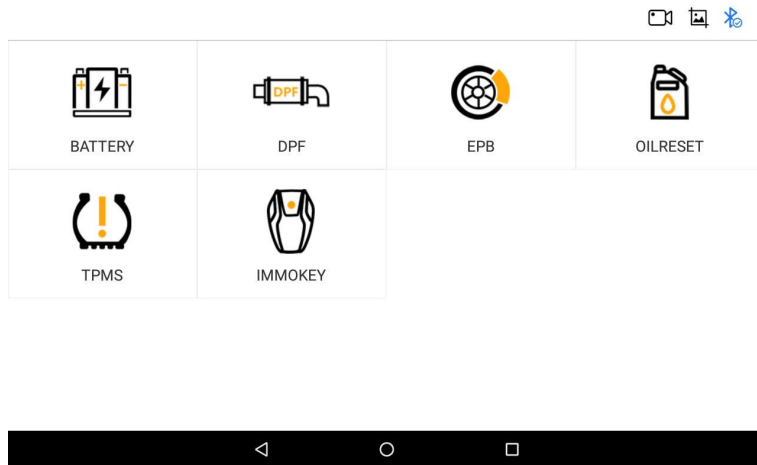 BATTERY
DPF
DPF
EPB
OILRESET
TPMS
IMMOKEY